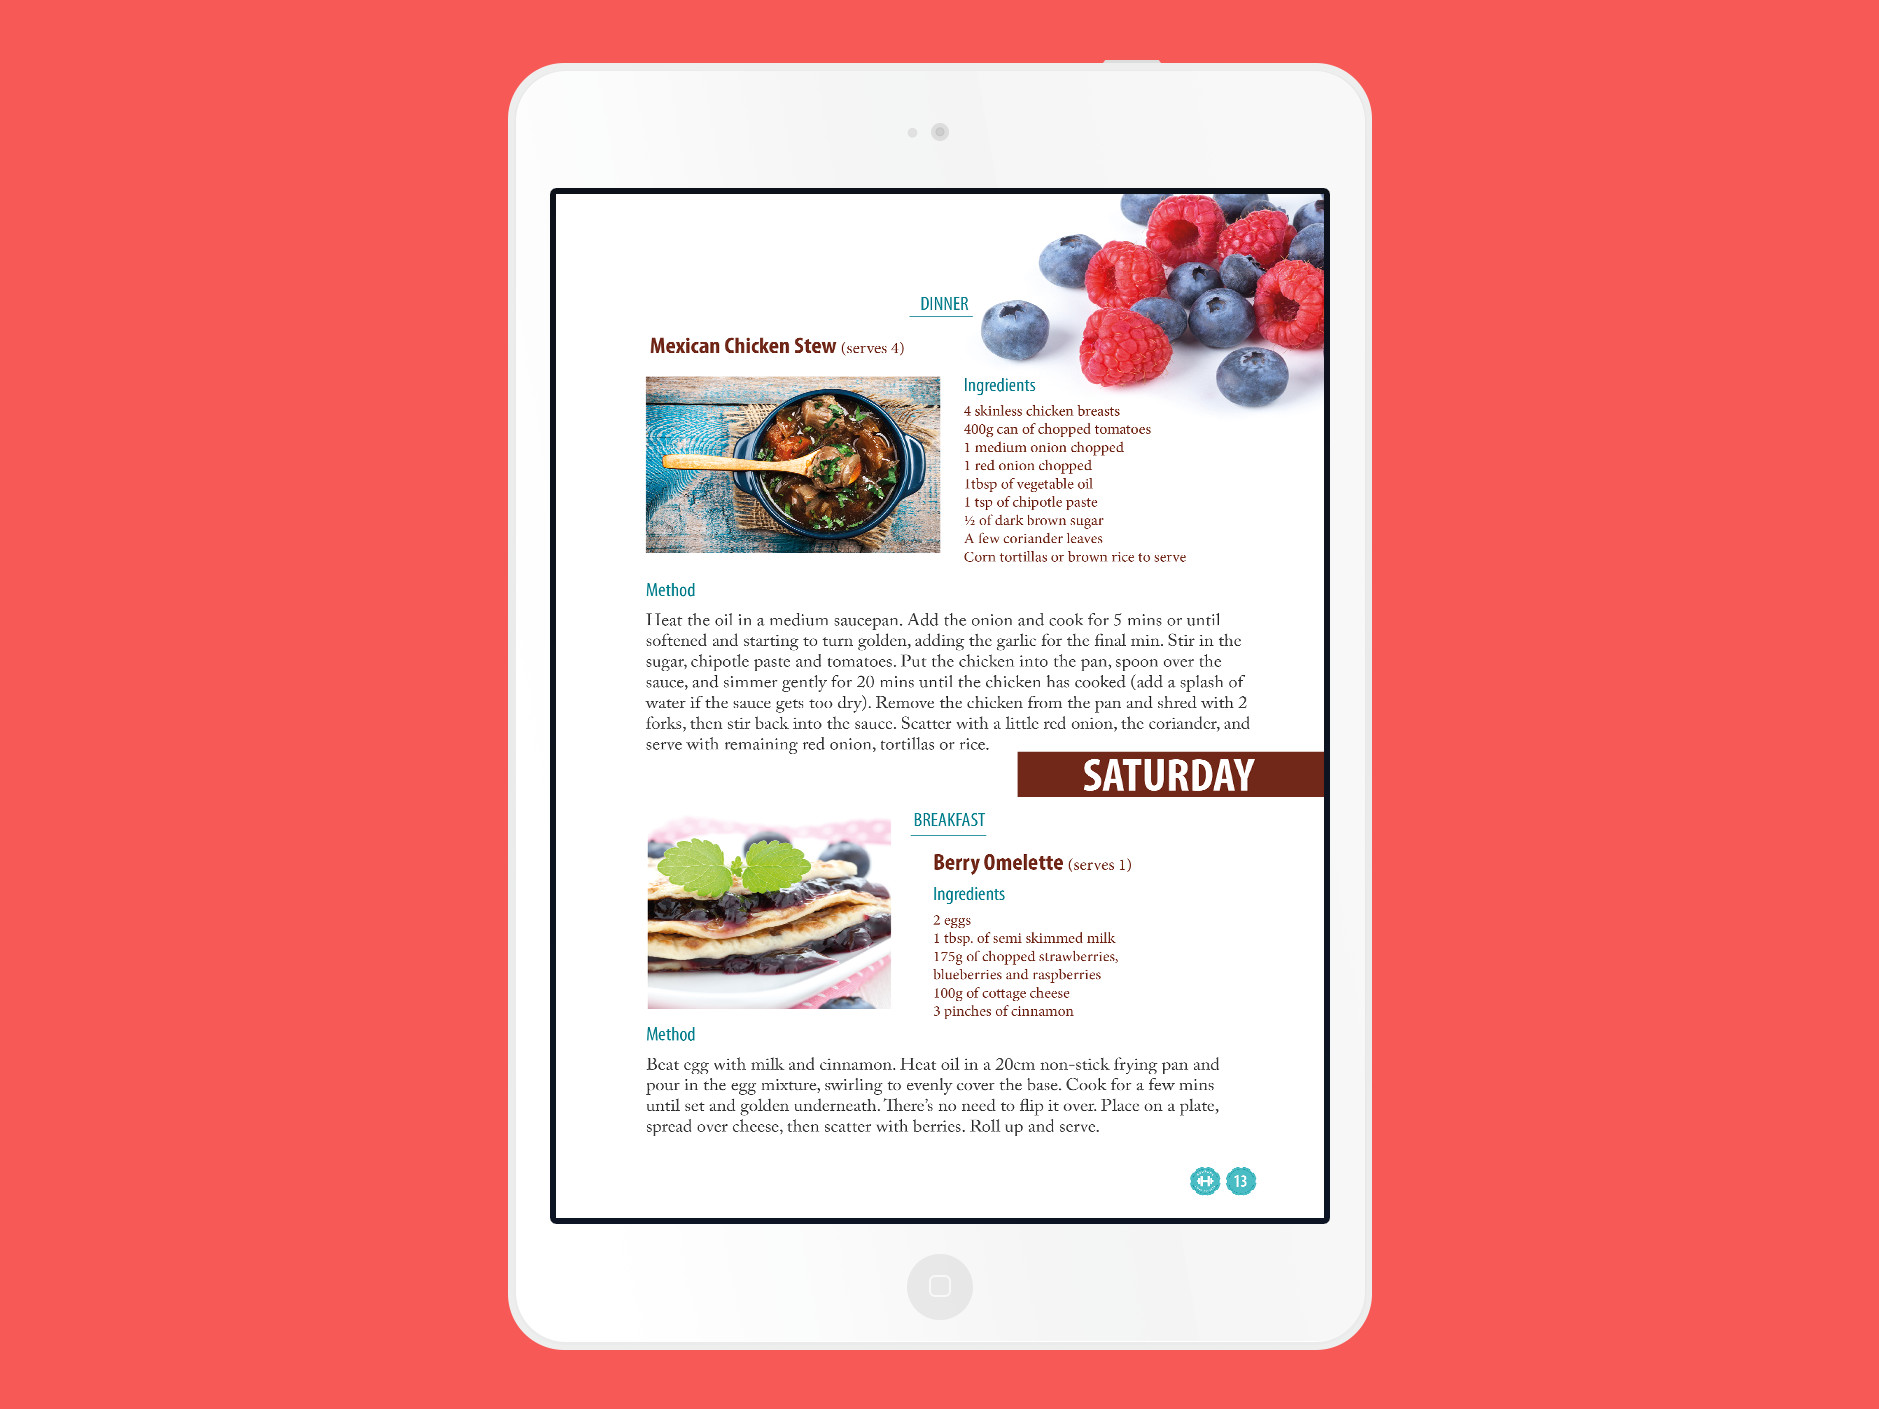 DINNER
Mexican Chicken Stew (serves 4)
Ingredients
4 skinless chicken breasts
400g can of chopped tomatoes
1 medium onion chopped
1 red onion chopped
1tbsp of vegetable oil
1 tsp of chipotle paste
½ of dark brown sugar
A few coriander leaves
Corn tortillas or brown rice to serve
Method
Heat the oil in a medium saucepan. Add the onion and cook for 5 mins or until
softened and starting to turn golden, adding the garlic for the final min. Stir in the
sugar, chipotle paste and tomatoes. Put the chicken into the pan, spoon over the
sauce, and simmer gently for 20 mins until the chicken has cooked (add a splash of
water if the sauce gets too dry). Remove the chicken from the pan and shred with 2
forks, then stir back into the sauce. Scatter with a little red onion, the coriander, and
serve with remaining red onion, tortillas or rice.
SATURDAY
BREAKFAST
Berry Omelette (serves 1)
Ingredients
2 eggs
1 tbsp. of semi skimmed milk
175g of chopped strawberries,
blueberries and raspberries
100g of cottage cheese
3 pinches of cinnamon
Method
Beat egg with milk and cinnamon. Heat oil in a 20cm non-stick frying pan and
pour in the egg mixture, swirling to evenly cover the base. Cook for a few mins
until set and golden underneath. There's no need to flip it over. Place on a plate,
spread over cheese, then scatter with berries. Roll up and serve.
13